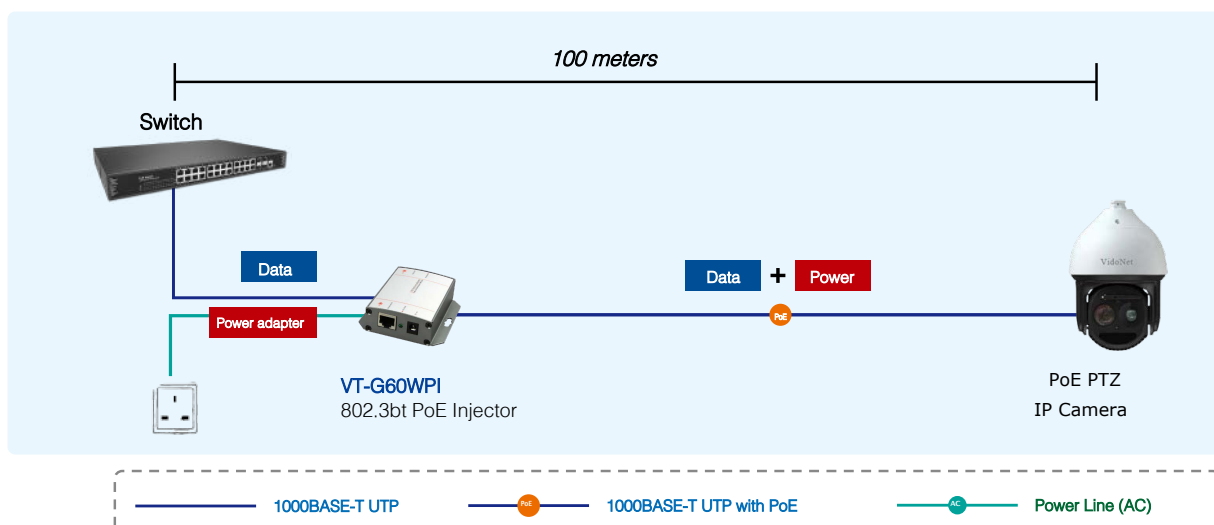 100 meters
Switch
Data
Data + Power
VidoNet
Power adapter
PoE
VT-G60WPI
802.3bt PoE Injector
PoE PTZ
IP Camera
1000BASE-T UTP
PoE
1000BASE-T UTP with PoE
AC
Power Line (AC)